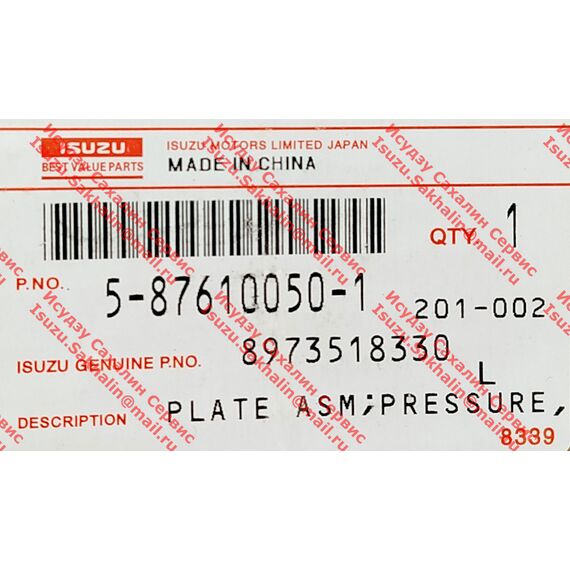 ISUZU
BEST VALUE PARTS
ISUZU MOTORS LIMITED JAPAN
MADE IN CHINA
QTY. 1
P.NO. 5-87610050-1 201-002
ISUZU GENUINE P.NO. 8973518330
L
DESCRIPTION PLATE ASM;PRESSURE,
8339
Исудзу Сахалин Сервис
Isuzu.Sakhalin@mail.ru